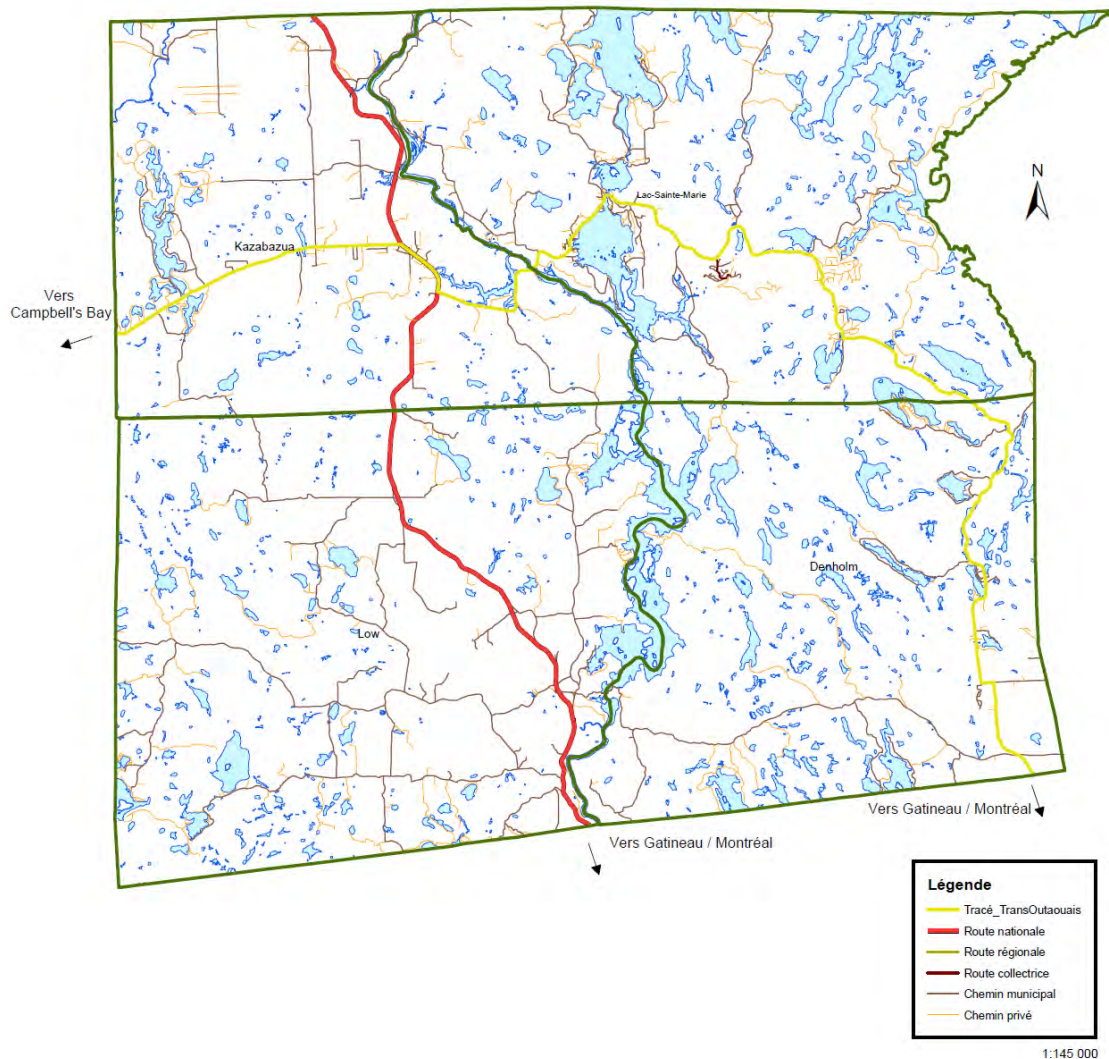 N
Lac-Sainte-Marie
Kazabazua
Vers
Campbell's Bay
Denholm
Low
Vers Gatineau / Montréal
Vers Gatineau / Montréal
Légende
Tracé_TransOutaouais
Route nationale
Route régionale
Route collectrice
Chemin municipal
Chemin privé
1:145 000